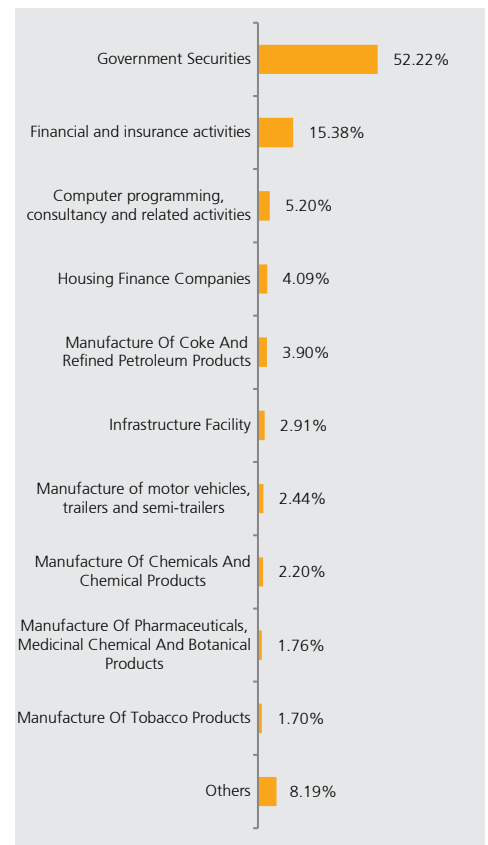 Government Securities 52.22%
Financial and insurance activities 15.38%
Computer programming,
consultancy and related activities 5.20%
Housing Finance Companies 4.09%
Manufacture Of Coke And
Refined Petroleum Products 3.90%
Infrastructure Facility 2.91%
Manufacture of motor vehicles,
trailers and semi-trailers 2.44%
Manufacture Of Chemicals And
Chemical Products 2.20%
Manufacture Of Pharmaceuticals,
Medicinal Chemical And Botanical 1.76%
Products
Manufacture Of Tobacco Products 1.70%
Others 8.19%